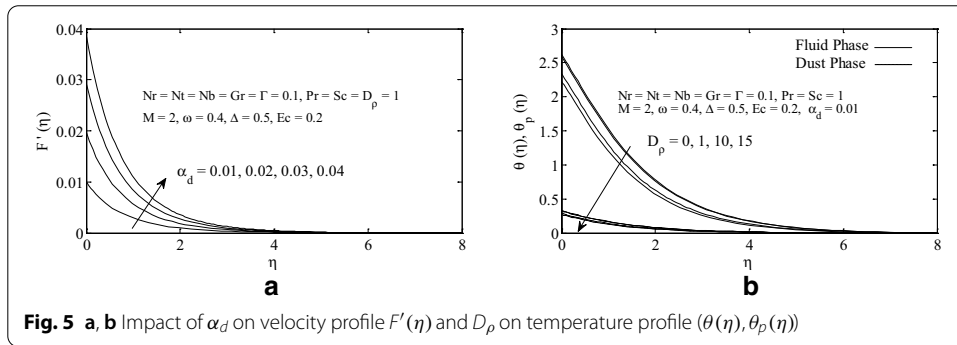 0.04
0.03
0.02
0.01
0
F'(η)
Nr = Nt = Nb = Gr = Γ = 0.1, Pr = Sc = D_ρ = 1
M = 2, ω = 0.4, Δ = 0.5, Ec = 0.2
α_d = 0.01, 0.02, 0.03, 0.04
0 2 4 6 8
η
a
3
2.5
2
1.5
1
0.5
0
θ(η), θ_p(η)
Fluid Phase
Dust Phase
Nr = Nt = Nb = Gr = Γ = 0.1, Pr = Sc = 1
M = 2, ω = 0.4, Δ = 0.5, Ec = 0.2, α_d = 0.01
D_ρ = 0, 1, 10, 15
0 2 4 6 8
η
b
Fig. 5 a, b Impact of α_d on velocity profile F'(η) and D_ρ on temperature profile (θ(η), θ_p(η))